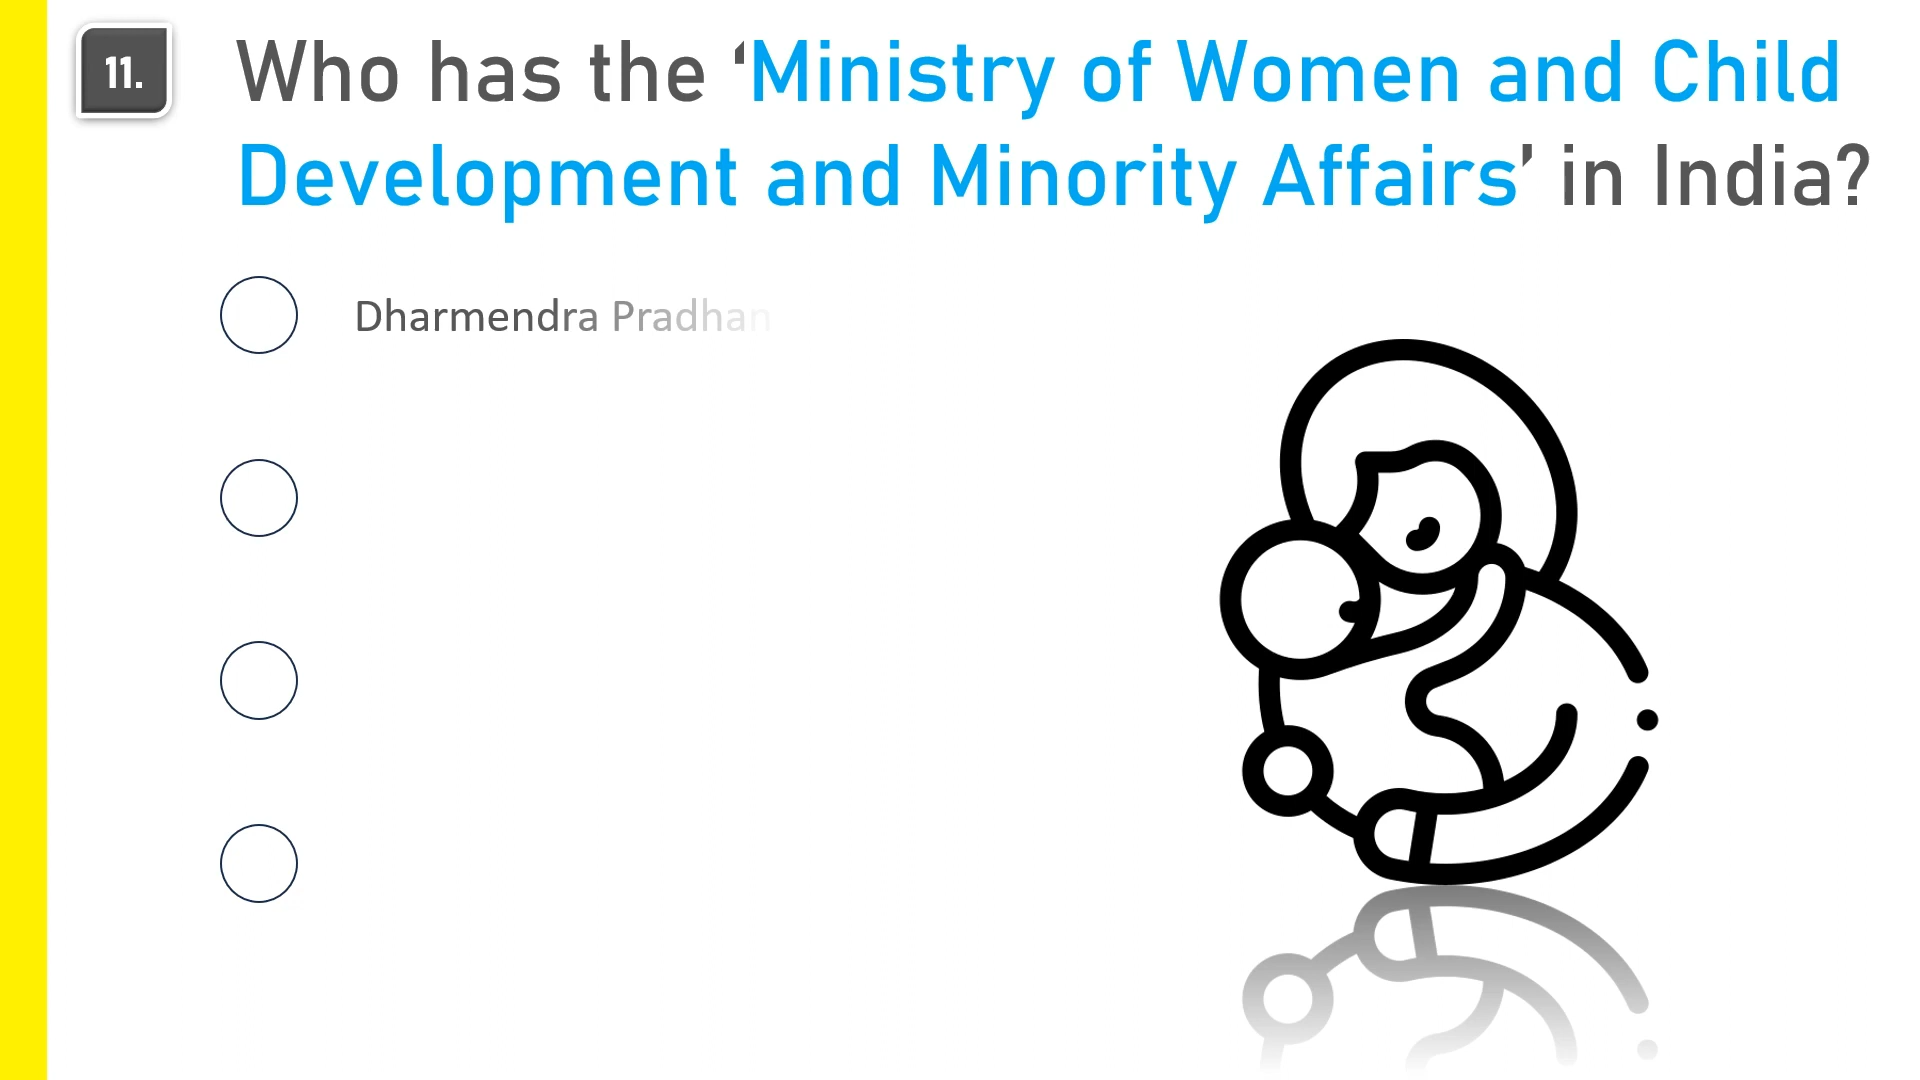 11.
Who has the ‘Ministry of Women and Child
Development and Minority Affairs’ in India?
Dharmendra Pradhan